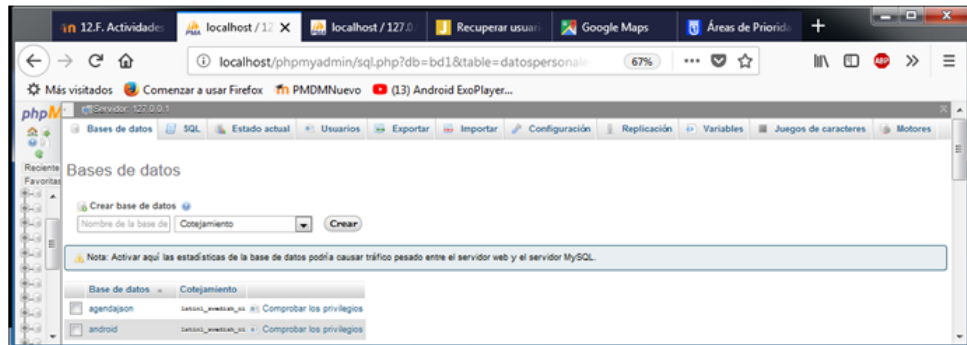 12.F. Actividades
localhost / 12
localhost / 127.0.
Recuperar usuari
Google Maps
Áreas de Priorida
localhost/phpmyadmin/sql.php?db=bd1&table=datospersonale
67%
Más visitados Comenzar a usar Firefox PMDMNuevo (13) Android ExoPlayer...
phpM
Servidor: 127.0.0.1
Bases de datos SQL Estado actual Usuarios Exportar Importar Configuración Replicación Variables Juegos de caracteres Motores
Reciente
Favoritas
Bases de datos
Crear base de datos
Nombre de la base de Cotejamiento Crear
Nota: Activar aquí las estadísticas de la base de datos podría causar tráfico pesado entre el servidor web y el servidor MySQL.
Base de datos Cotejamiento
agendajson latin1_swedish_ci Comprobar los privilegios
android latin1_swedish_ci Comprobar los privilegios